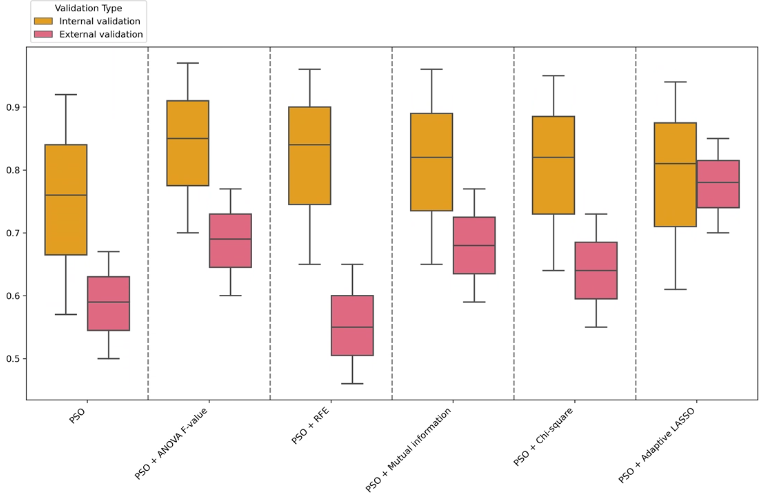 Validation Type
Internal validation
External validation
0.9
0.8
0.7
0.6
0.5
PSO
PSO + ANOVA F-value
PSO + RFE
PSO + Mutual information
PSO + Chi-square
PSO + Adaptive LASSO